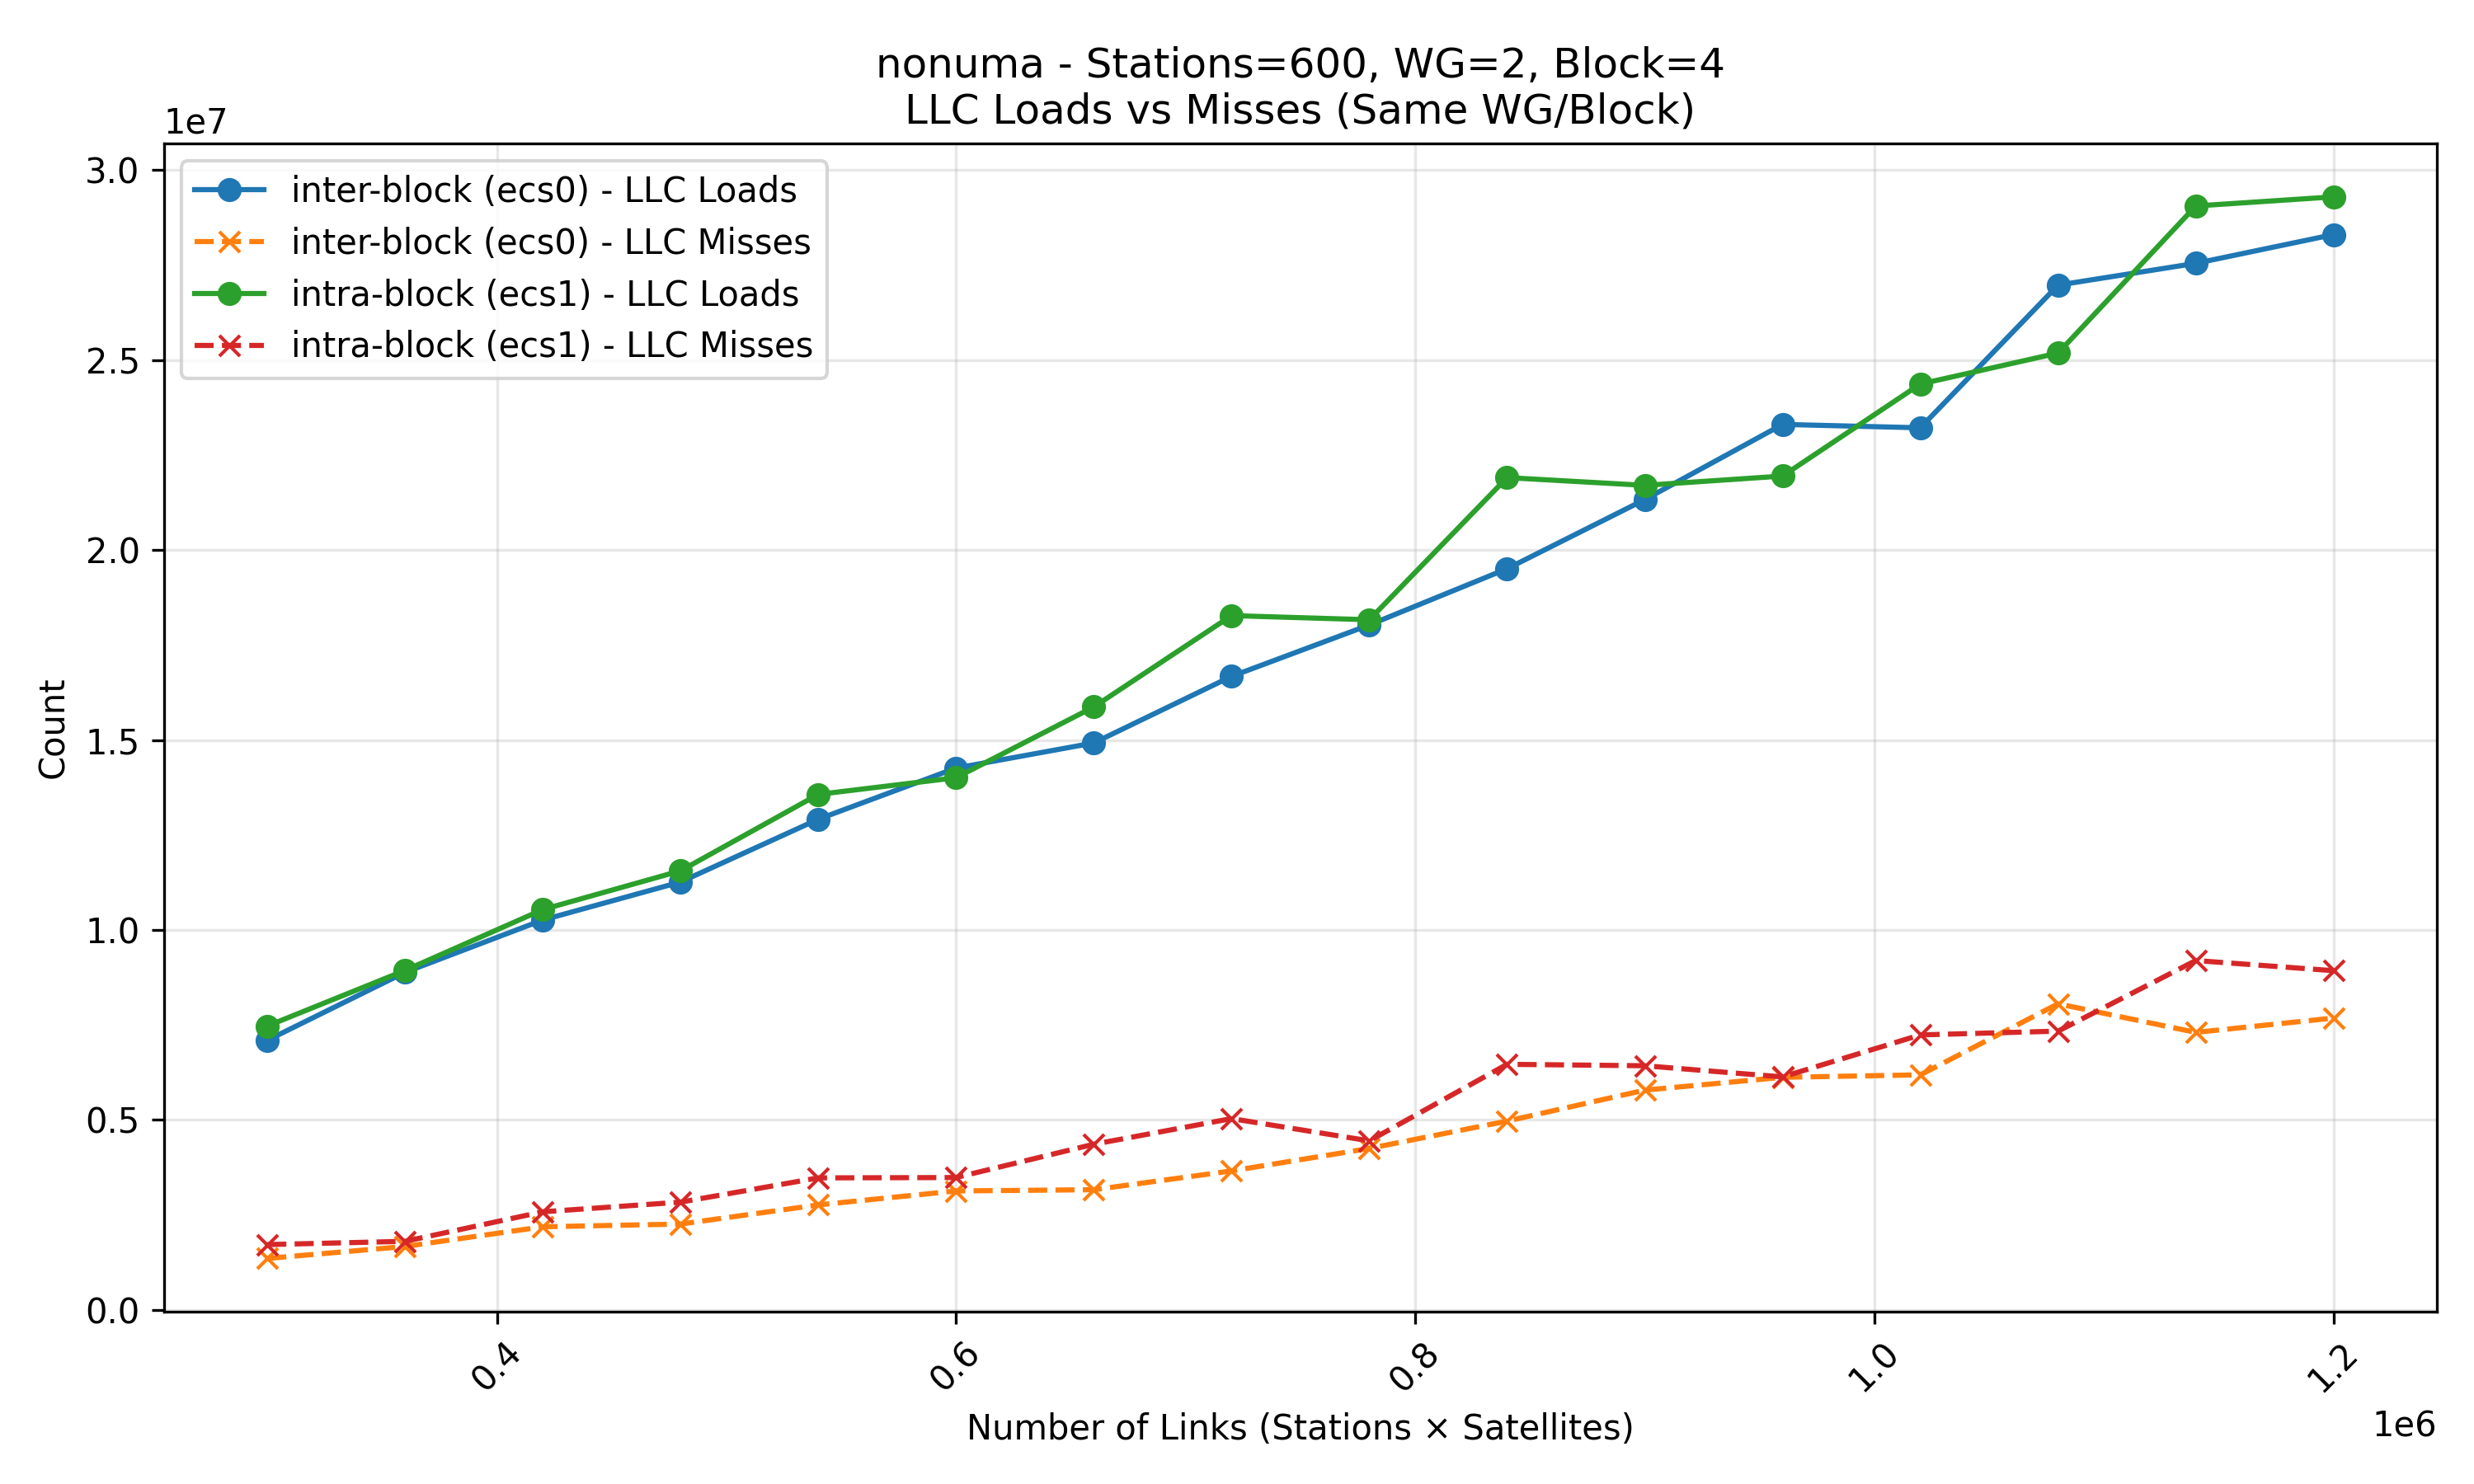 nonuma - Stations=600, WG=2, Block=4
LLC Loads vs Misses (Same WG/Block)
1e7
3.0
2.5
2.0
1.5
1.0
0.5
0.0
Count
inter-block (ecs0) - LLC Loads
inter-block (ecs0) - LLC Misses
intra-block (ecs1) - LLC Loads
intra-block (ecs1) - LLC Misses
0.4
0.6
0.8
1.0
1.2
Number of Links (Stations × Satellites)
1e6